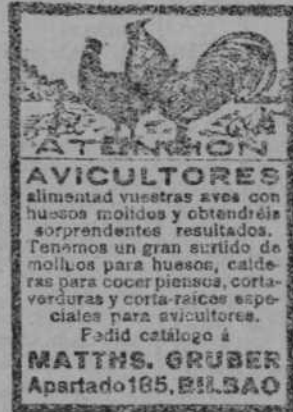 ATENCION
AVICULTORES
alimentad vuestras aves con
huesos molidos y obtendréis
sorprendentes resultados.
Tenemos un gran surtido de
molinos para huesos, calde-
ras para cocer piensos, corta-
verduras y corta-raíces espe-
ciales para avicultores.
Pedid catálogo á
MATTHS. GRUBER
Apartado 185, BILBAO